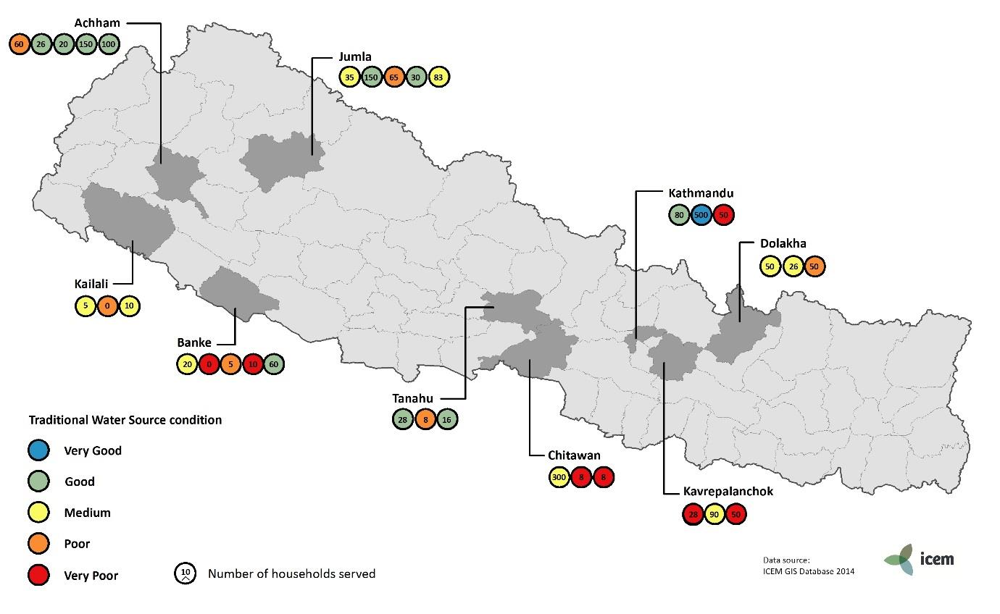 Achham
60 26 20 150 100
Jumla
35 150 65 30 83
Kathmandu
80 500 50
Dolakha
50 26 50
Kailali
5 0 10
Banke
20 0 5 10 60
Tanahu
28 8 16
Chitawan
300 8 8
Kavrepalanchok
28 90 50
Traditional Water Source condition
Very Good
Good
Medium
Poor
Very Poor
10 Number of households served
Data source:
ICEM GIS Database 2014
icem